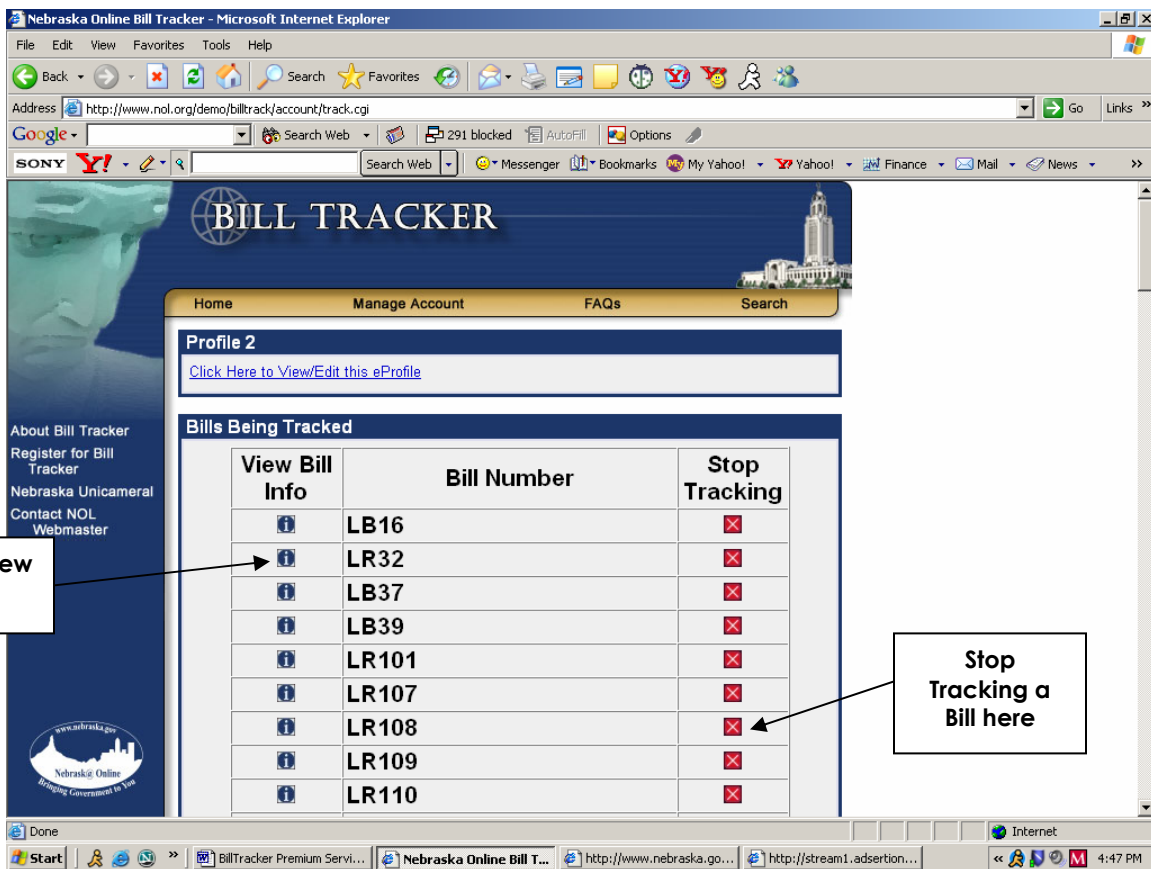 Nebraska Online Bill Tracker - Microsoft Internet Explorer
File Edit View Favorites Tools Help
Back Search Favorites
Address http://www.nol.org/demo/billtrack/account/track.cgi Go Links »
Google Search Web 291 blocked AutoFill Options
SONY Y! Search Web Messenger Bookmarks My Yahoo! Yahoo! Finance Mail News »
BILL TRACKER
Home Manage Account FAQs Search
Profile 2
Click Here to View/Edit this eProfile
About Bill Tracker
Register for Bill
Tracker
Nebraska Unicameral
Contact NOL
Webmaster
Bills Being Tracked
View Bill
Info
Bill Number
Stop
Tracking
LB16
LR32
LB37
LB39
LR101
LR107
LR108
LR109
LR110
ew
Stop
Tracking a
Bill here
www.nebraska.gov
Nebrask@ Online
Bringing Government to You
Done Internet
Start » BillTracker Premium Servi... Nebraska Online Bill T... http://www.nebraska.go... http://stream1.adsertion... « 4:47 PM